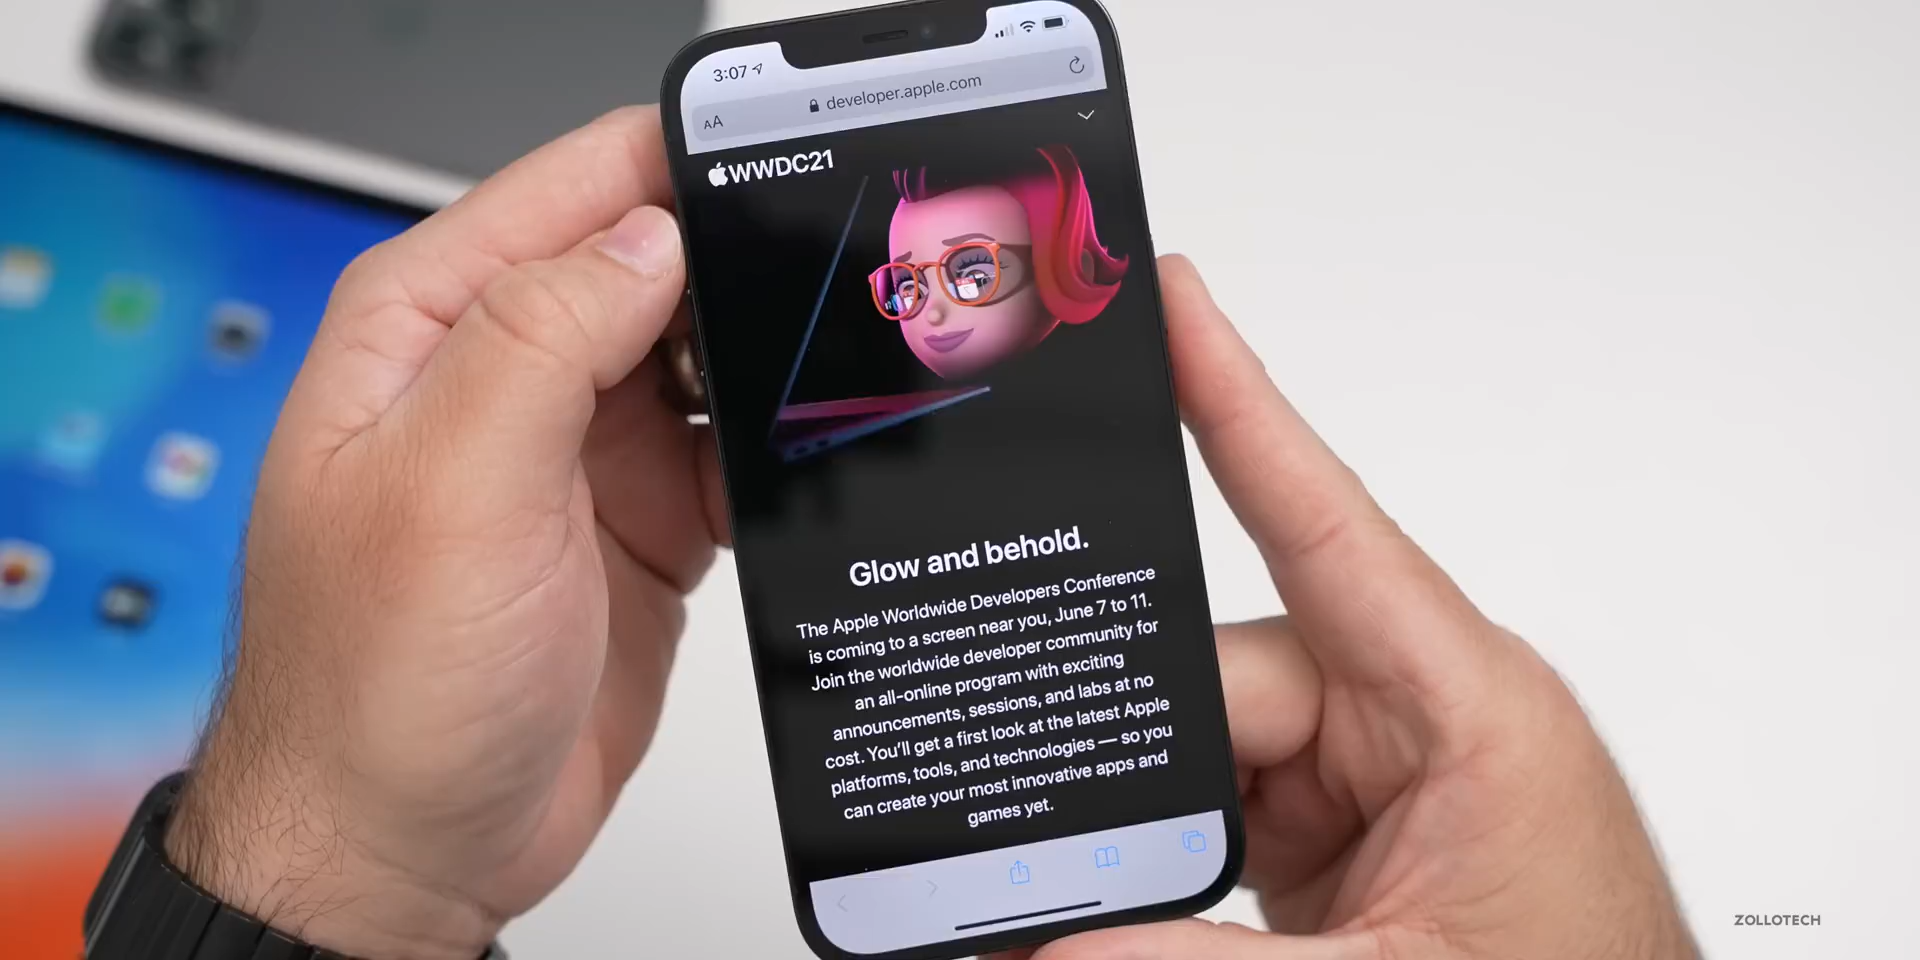 3:07
AA developer.apple.com
WWDC21
Glow and behold.
The Apple Worldwide Developers Conference
is coming to a screen near you, June 7 to 11.
Join the worldwide developer community for
an all-online program with exciting
announcements, sessions, and labs at no
cost. You’ll get a first look at the latest Apple
platforms, tools, and technologies — so you
can create your most innovative apps and
games yet.
ZOLLOTECH